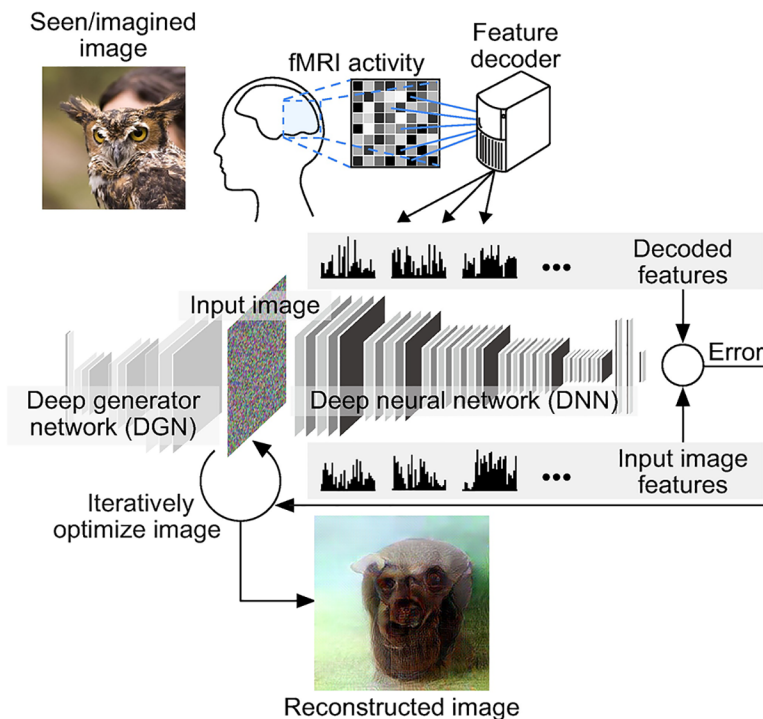 Seen/imagined
image
fMRI activity
Feature
decoder
Decoded
features
Input image
Error
Deep generator
network (DGN)
Deep neural network (DNN)
Input image
features
Iteratively
optimize image
Reconstructed image